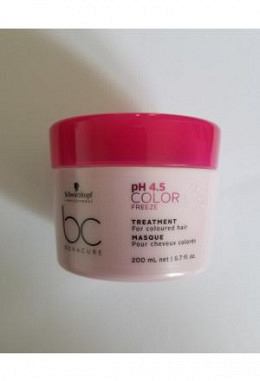 Schwarzkopf
PROFESSIONAL
bc
BONACURE
pH 4.5
COLOR
FREEZE
TREATMENT
For coloured hair
MASQUE
Pour cheveux colorés
200 mL net | 6.7 fl. oz.